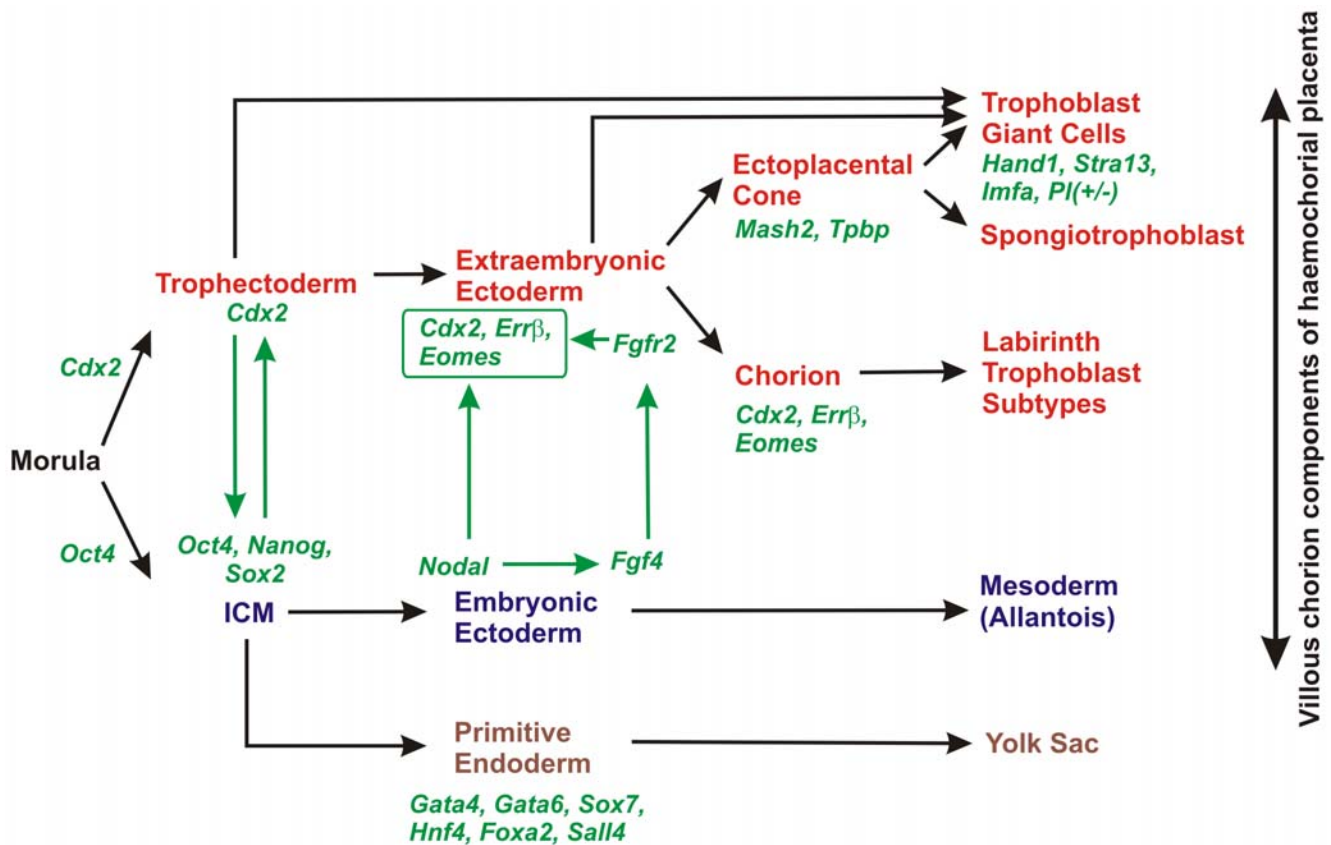 Trophoblast
Giant Cells
Hand1, Stra13,
Imfa, Pl(+/-)
Ectoplacental
Cone
Mash2, Tpbp
Spongiotrophoblast
Extraembryonic
Ectoderm
Trophectoderm
Cdx2
Cdx2, Errβ,
Eomes
Fgfr2
Cdx2
Chorion
Cdx2, Errβ,
Eomes
Labirinth
Trophoblast
Subtypes
Morula
Oct4
Oct4, Nanog,
Sox2
ICM
Nodal
Fgf4
Embryonic
Ectoderm
Mesoderm
(Allantois)
Primitive
Endoderm
Gata4, Gata6, Sox7,
Hnf4, Foxa2, Sall4
Yolk Sac
Villous chorion components of haemochorial placenta